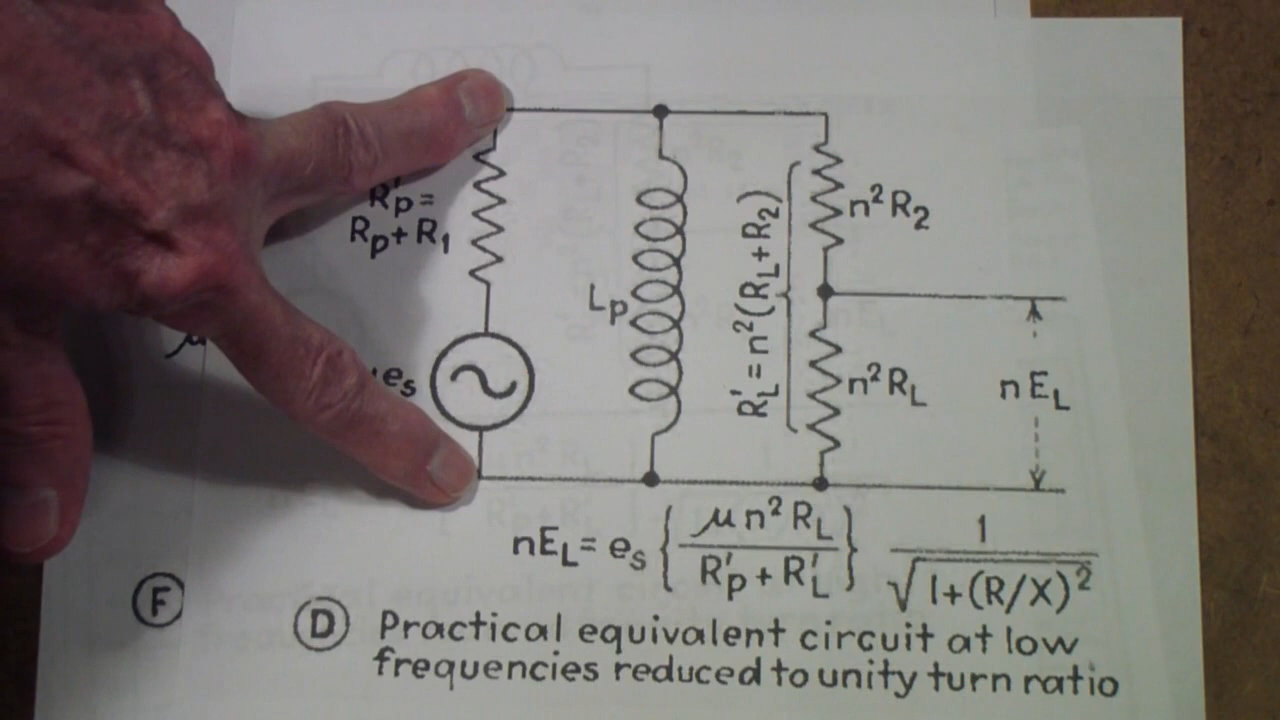 R'p =
Rp + R1
Lp
R'L = n²(RL + R2)
n²R2
n²RL
nEL
μ
es
nEL = es { μn²RL / R'p + R'L } 1 / √1+(R/X)²
F
D Practical equivalent circuit at low
frequencies reduced to unity turn ratio